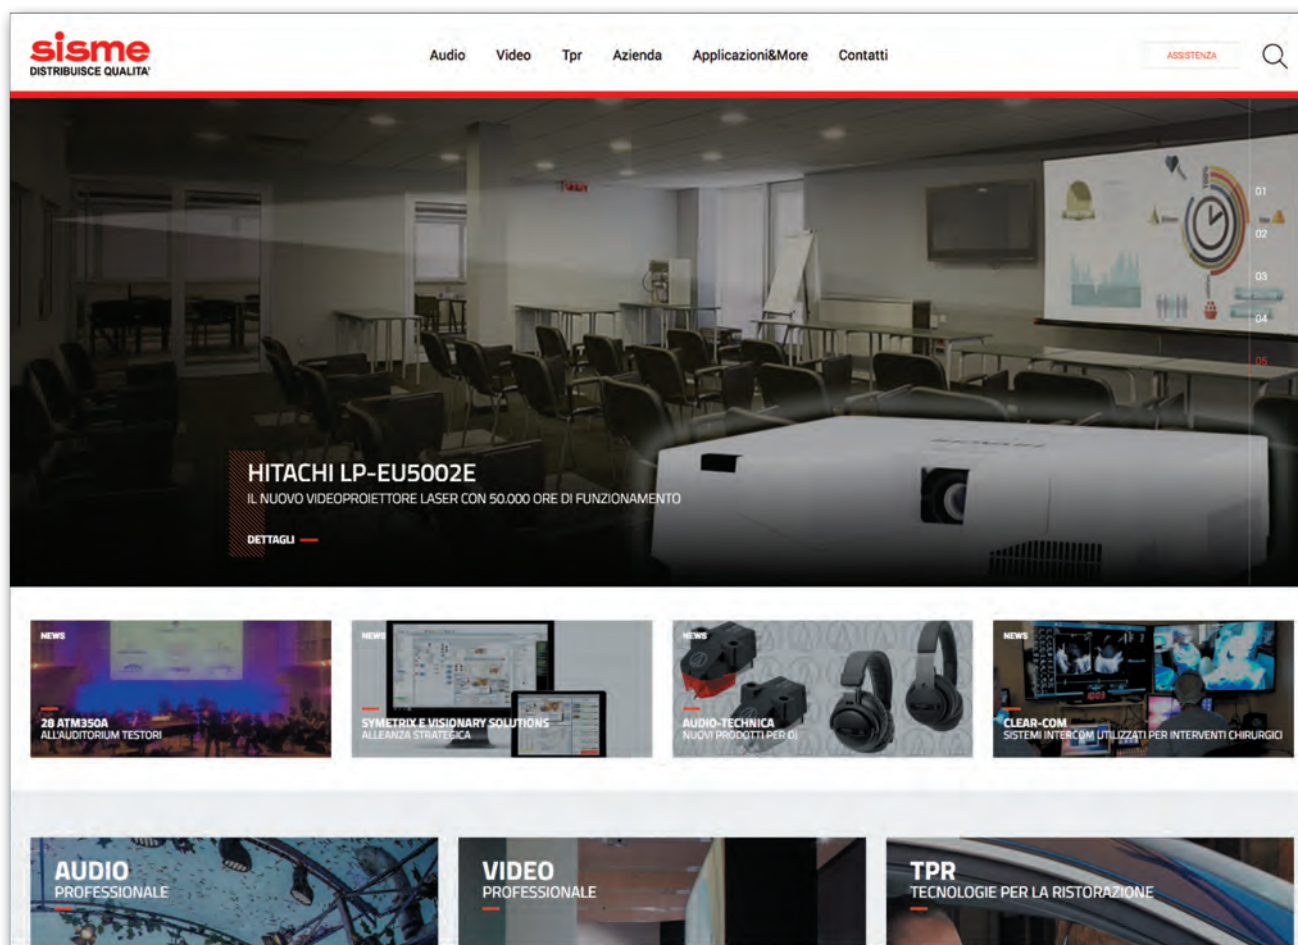 sisme
DISTRIBUISCE QUALITA'
Audio Video Tpr Azienda Applicazioni&More Contatti
ASSISTENZA
01
02
03
04
05
HITACHI LP-EU5002E
IL NUOVO VIDEOPROIETTORE LASER CON 50.000 ORE DI FUNZIONAMENTO
DETTAGLI
NEWS
28 ATM350A
ALL'AUDITORIUM TESTORI
NEWS
SYMETRIX E VISIONARY SOLUTIONS
ALLEANZA STRATEGICA
NEWS
AUDIO-TECHNICA
NUOVI PRODOTTI PER DJ
NEWS
CLEAR-COM
SISTEMI INTERCOM UTILIZZATI PER INTERVENTI CHIRURGICI
AUDIO
PROFESSIONALE
VIDEO
PROFESSIONALE
TPR
TECNOLOGIE PER LA RISTORAZIONE